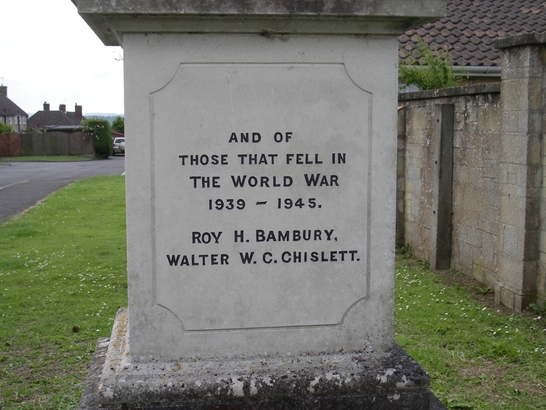 AND OF
THOSE THAT FELL IN
THE WORLD WAR
1939 – 1945.
ROY H. BAMBURY,
WALTER W. C. CHISLETT.